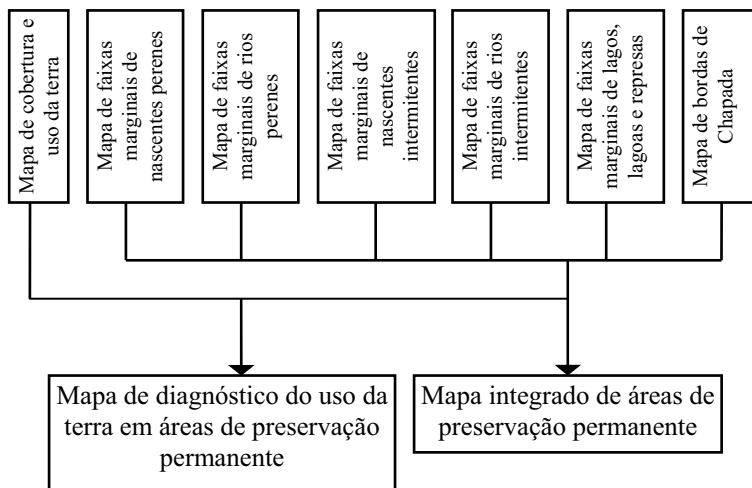 Mapa de cobertura e
uso da terra
Mapa de faixas
marginais de
nascentes perenes
Mapa de faixas
marginais de rios
perenes
Mapa de faixas
marginais de
nascentes
intermitentes
Mapa de faixas
marginais de rios
intermitentes
Mapa de faixas
marginais de lagos,
lagoas e represas
Mapa de bordas de
Chapada
Mapa de diagnóstico do uso da
terra em áreas de preservação
permanente
Mapa integrado de áreas de
preservação permanente